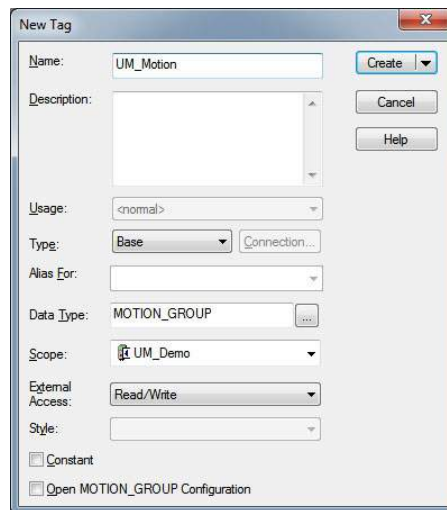 New Tag
Name: UM_Motion Create
Description: Cancel
Help
Usage: <normal>
Type: Base Connection...
Alias For:
Data Type: MOTION_GROUP ...
Scope: UM_Demo
External Access: Read/Write
Style:
Constant
Open MOTION_GROUP Configuration